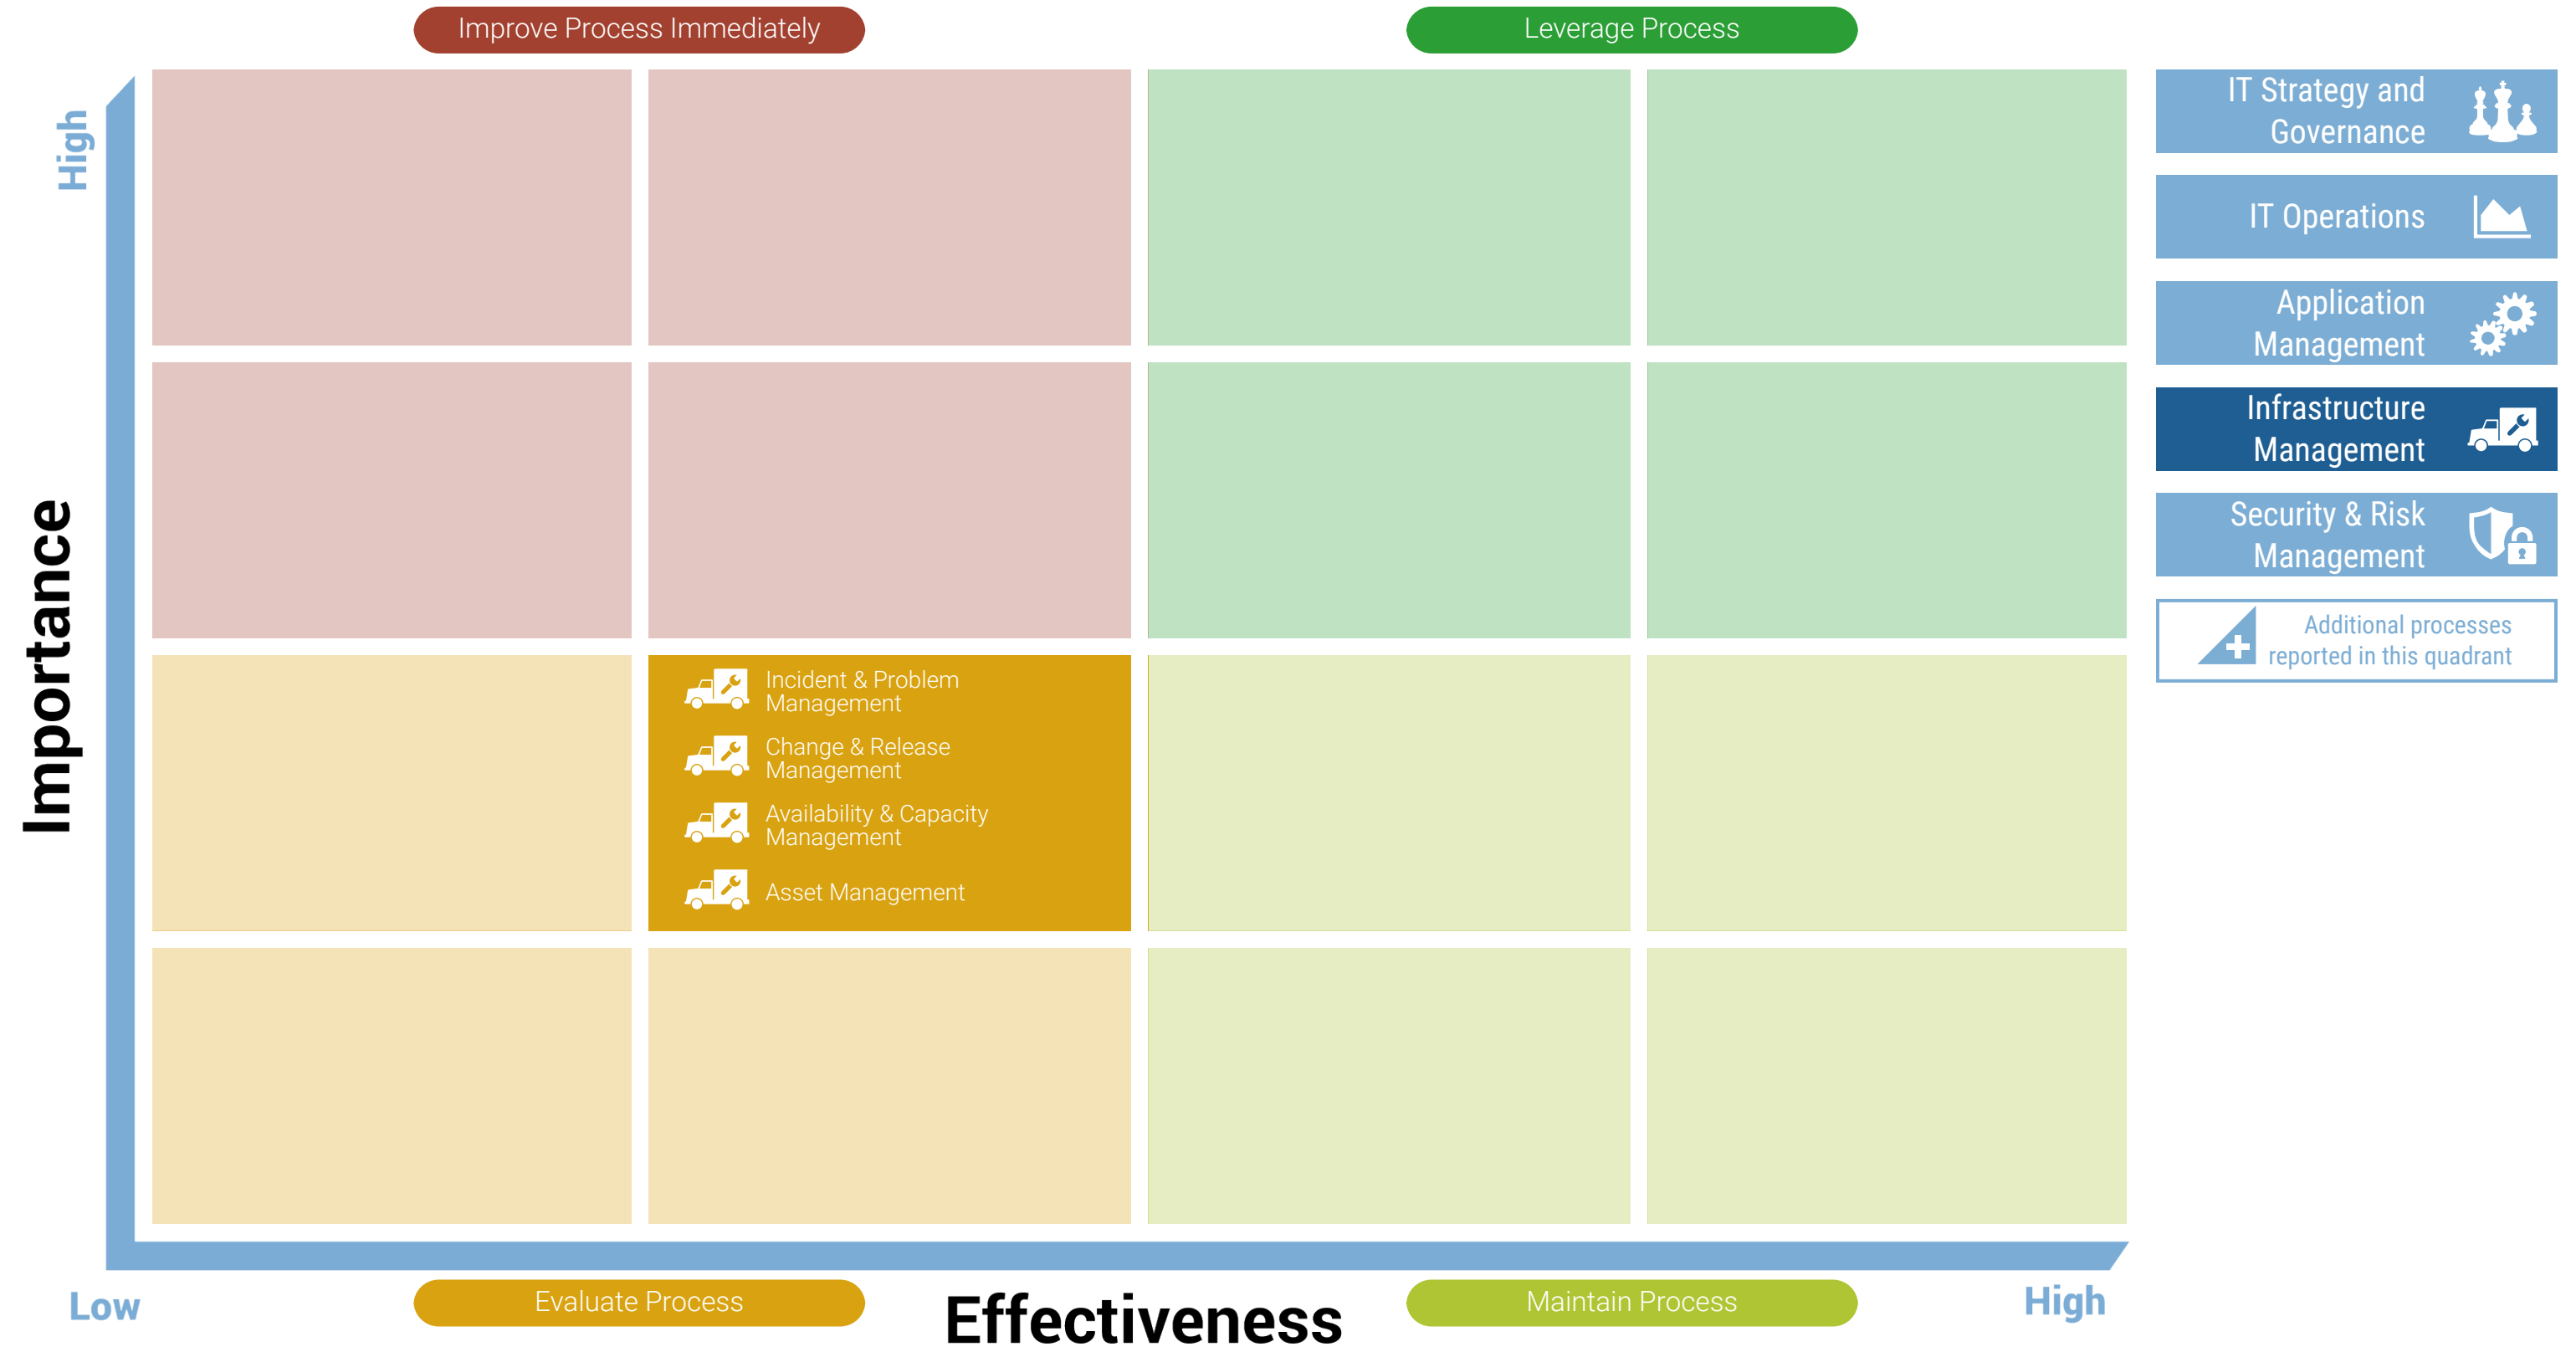 Improve Process Immediately
Leverage Process
High
Importance
IT Strategy and
Governance
IT Operations
Application
Management
Infrastructure
Management
Security & Risk
Management
Additional processes
reported in this quadrant
Incident & Problem
Management
Change & Release
Management
Availability & Capacity
Management
Asset Management
Low
Evaluate Process
Effectiveness
Maintain Process
High